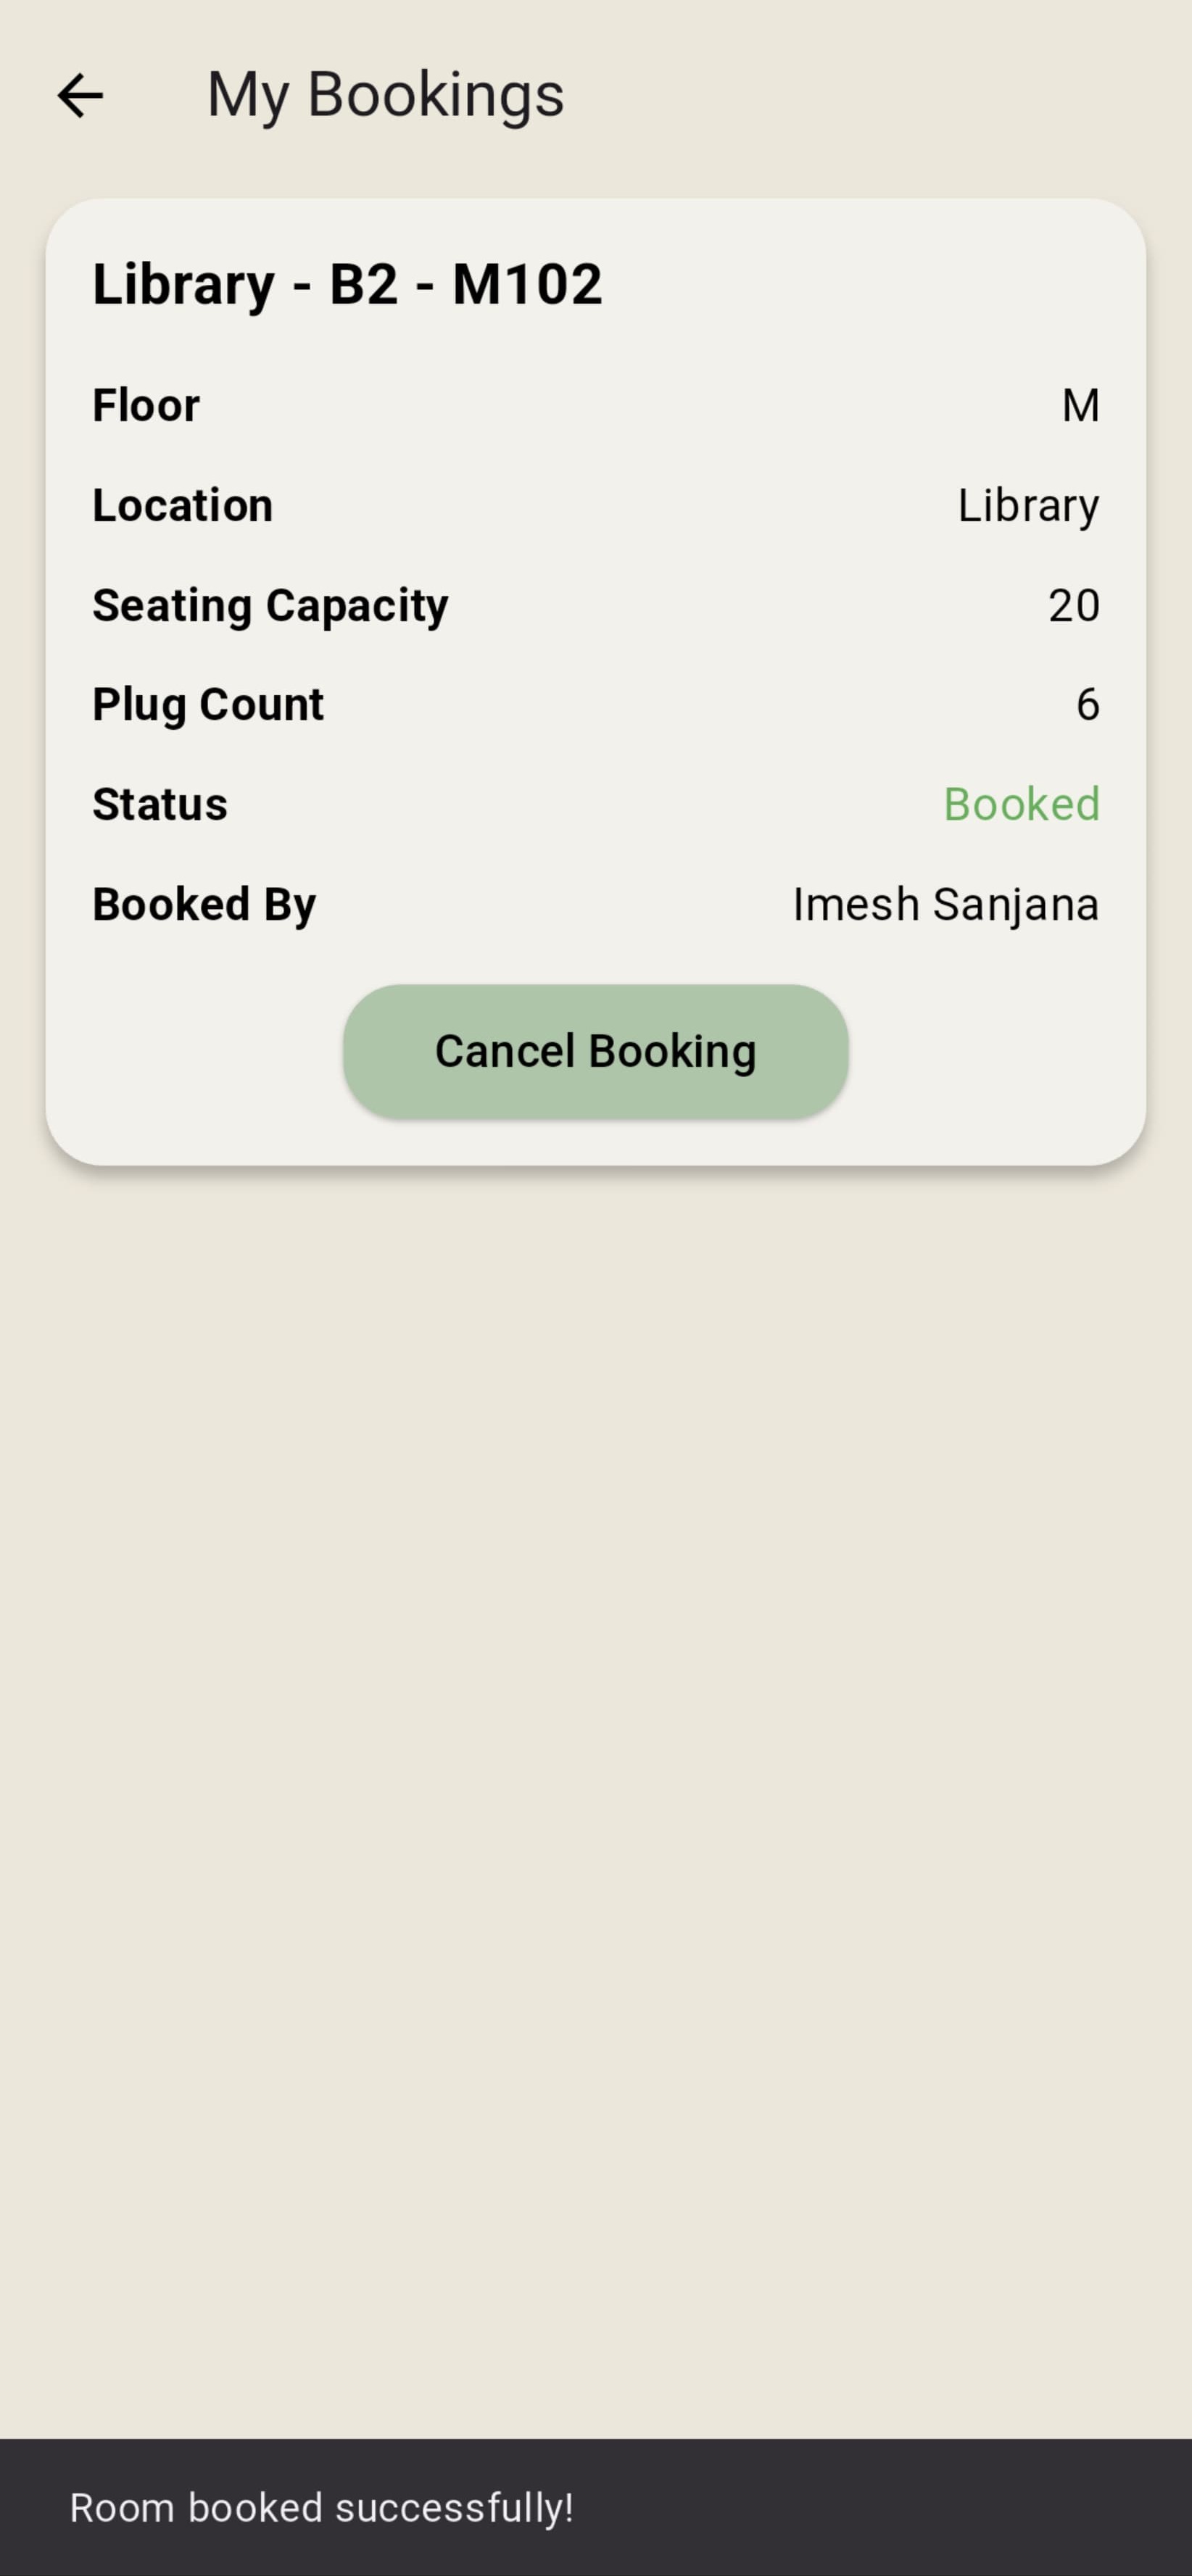 My Bookings
Library - B2 - M102
Floor M
Location Library
Seating Capacity 20
Plug Count 6
Status Booked
Booked By Imesh Sanjana
Cancel Booking
Room booked successfully!